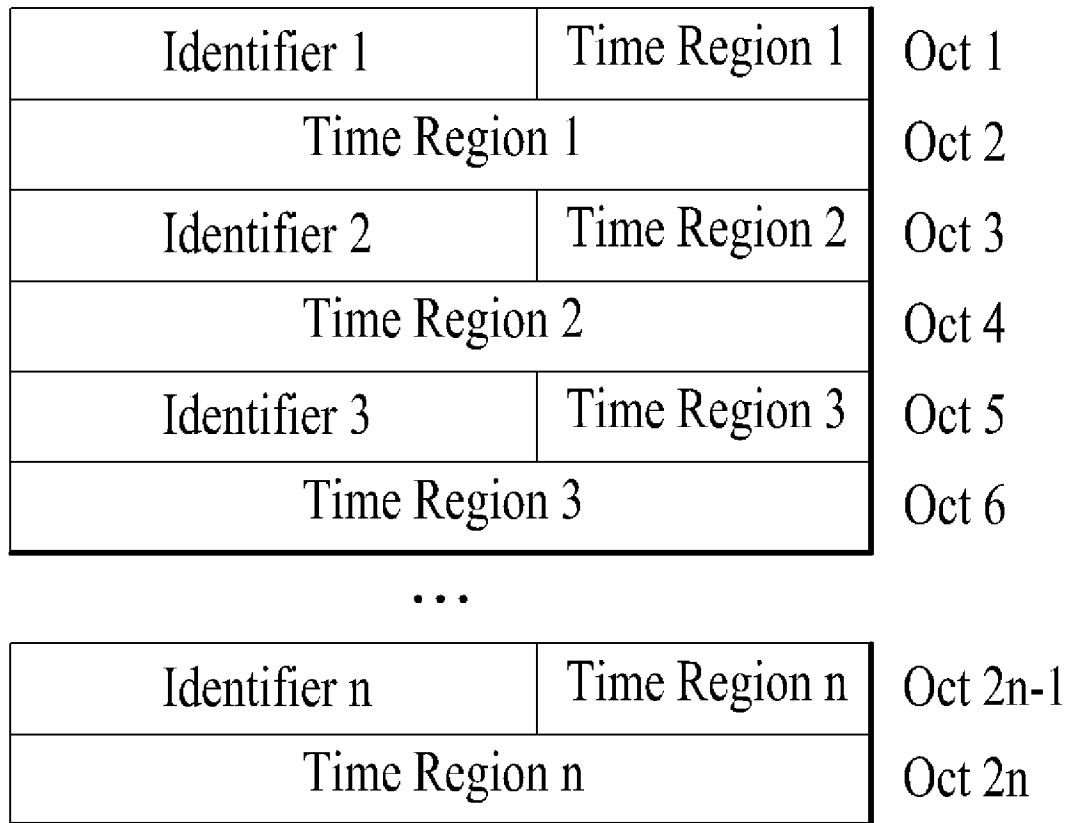 Identifier 1 Time Region 1 Oct 1
Time Region 1 Oct 2
Identifier 2 Time Region 2 Oct 3
Time Region 2 Oct 4
Identifier 3 Time Region 3 Oct 5
Time Region 3 Oct 6
...
Identifier n Time Region n Oct 2n-1
Time Region n Oct 2n